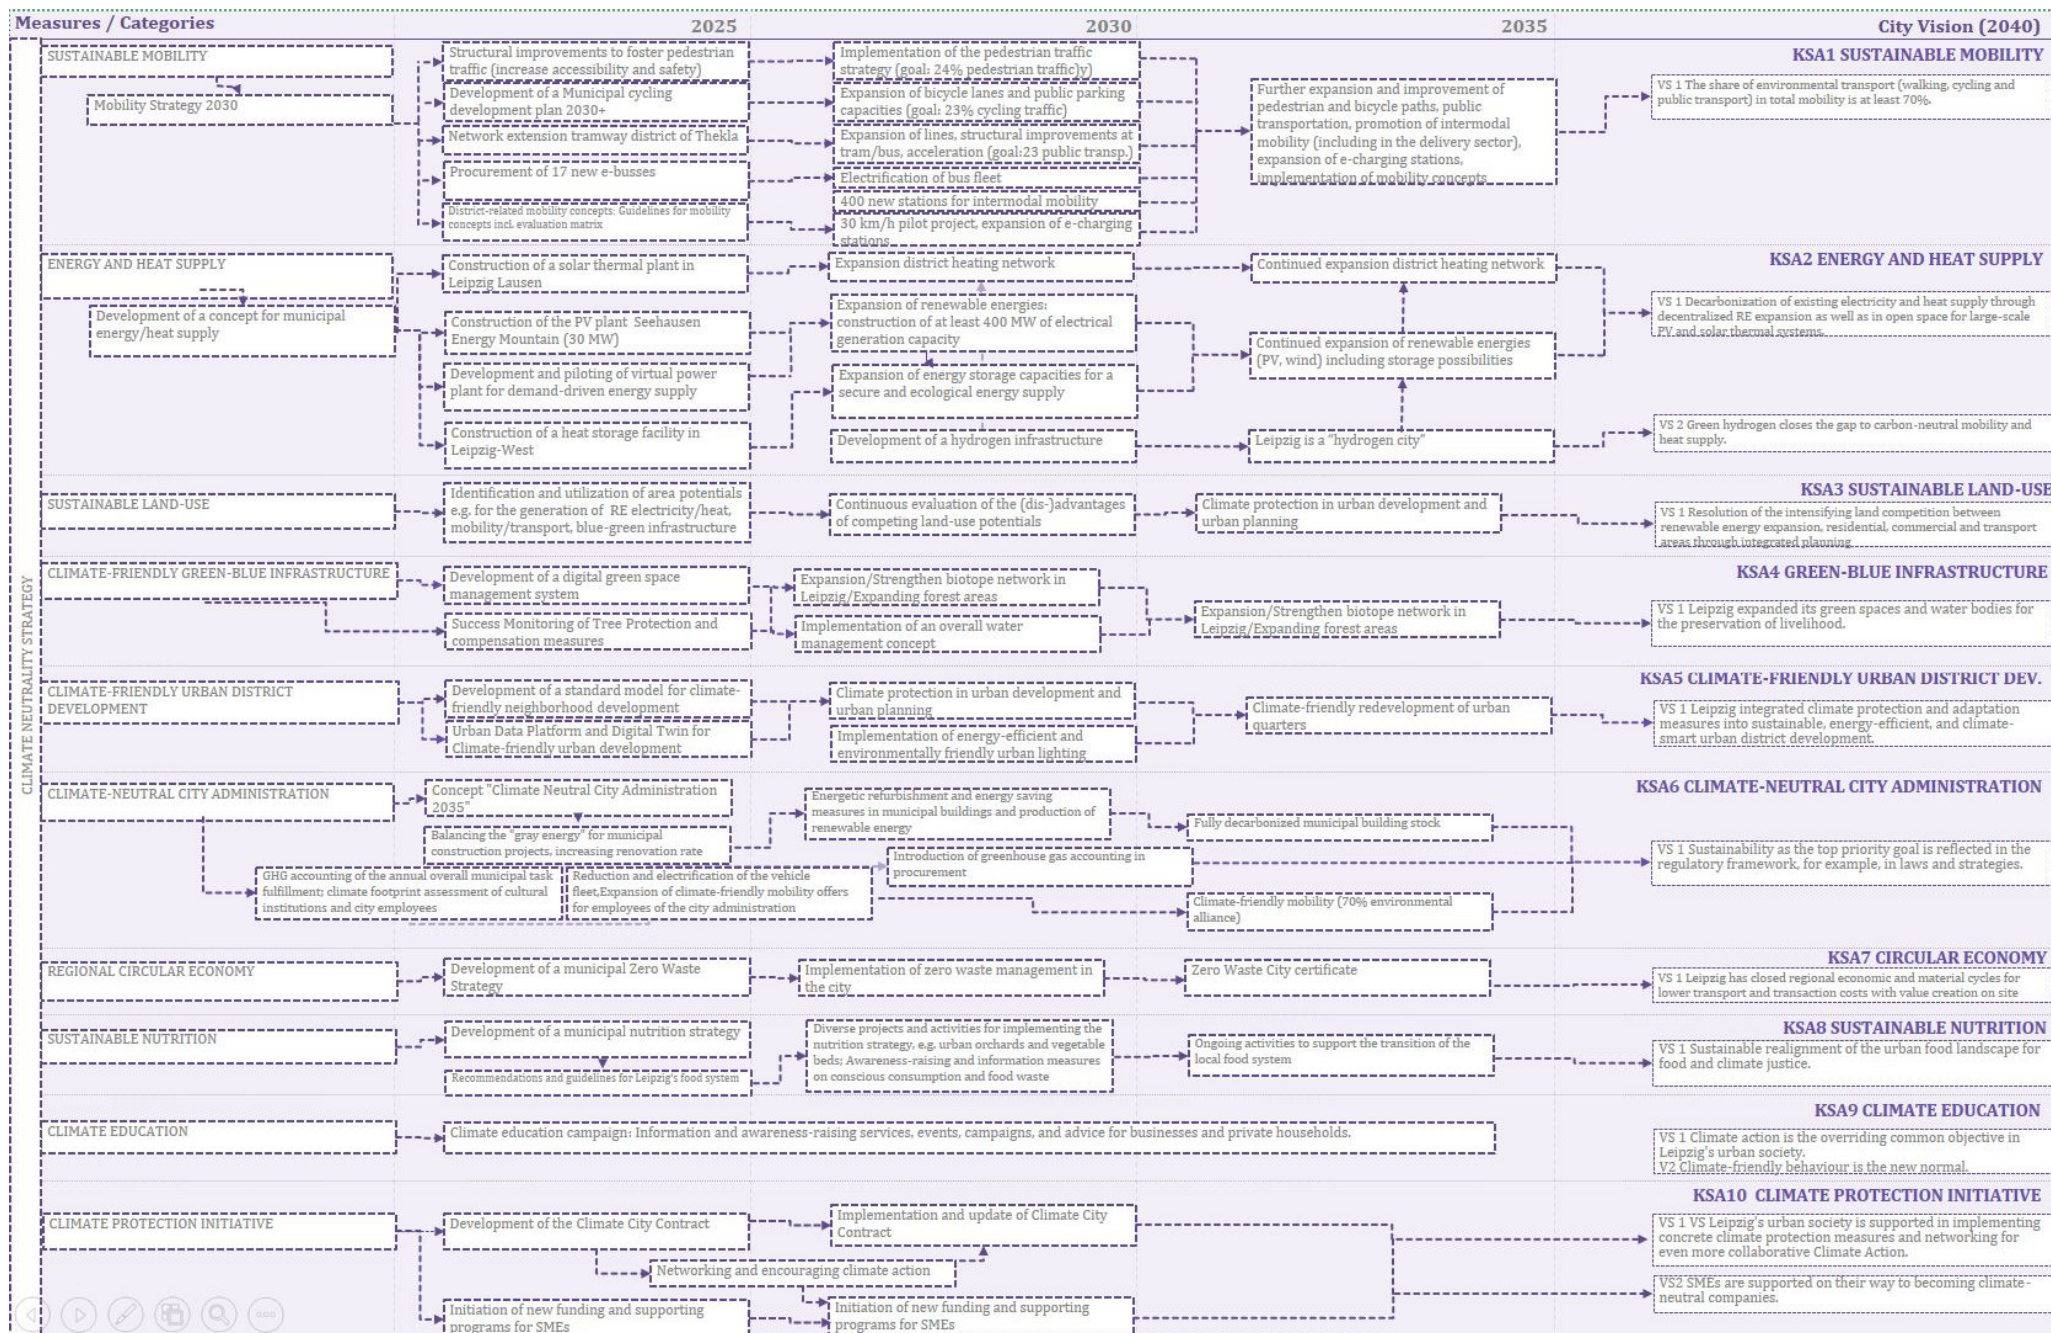 Measures / Categories
2025
2030
2035
City Vision (2040)
CLIMATE NEUTRALITY STRATEGY
SUSTAINABLE MOBILITY
Mobility Strategy 2030
Structural improvements to foster pedestrian
traffic (increase accessibility and safety)
Development of a Municipal cycling
development plan 2030+
Network extension tramway district of Thekla
Procurement of 17 new e-busses
District-related mobility concepts: Guidelines for mobility
concepts incl. evaluation matrix
Implementation of the pedestrian traffic
strategy (goal: 24% pedestrian traffic)y)
Expansion of bicycle lanes and public parking
capacities (goal: 23% cycling traffic)
Expansion of lines, structural improvements at
tram/bus, acceleration (goal:23 public transp.)
Electrification of bus fleet
400 new stations for intermodal mobility
30 km/h pilot project, expansion of e-charging
stations
Further expansion and improvement of
pedestrian and bicycle paths, public
transportation, promotion of intermodal
mobility (including in the delivery sector),
expansion of e-charging stations,
implementation of mobility concepts
KSA1 SUSTAINABLE MOBILITY
VS 1 The share of environmental transport (walking, cycling and
public transport) in total mobility is at least 70%.
ENERGY AND HEAT SUPPLY
Development of a concept for municipal
energy/heat supply
Construction of a solar thermal plant in
Leipzig Lausen
Construction of the PV plant Seehausen
Energy Mountain (30 MW)
Development and piloting of virtual power
plant for demand-driven energy supply
Construction of a heat storage facility in
Leipzig-West
Expansion district heating network
Expansion of renewable energies:
construction of at least 400 MW of electrical
generation capacity
Expansion of energy storage capacities for a
secure and ecological energy supply
Development of a hydrogen infrastructure
Continued expansion district heating network
Continued expansion of renewable energies
(PV, wind) including storage possibilities
Leipzig is a "hydrogen city"
KSA2 ENERGY AND HEAT SUPPLY
VS 1 Decarbonization of existing electricity and heat supply through
decentralized RE expansion as well as in open space for large-scale
PV and solar thermal systems.
VS 2 Green hydrogen closes the gap to carbon-neutral mobility and
heat supply.
SUSTAINABLE LAND-USE
Identification and utilization of area potentials
e.g. for the generation of RE electricity/heat,
mobility/transport, blue-green infrastructure
Continuous evaluation of the (dis-)advantages
of competing land-use potentials
Climate protection in urban development and
urban planning
KSA3 SUSTAINABLE LAND-USE
VS 1 Resolution of the intensifying land competition between
renewable energy expansion, residential, commercial and transport
areas through integrated planning
CLIMATE-FRIENDLY GREEN-BLUE INFRASTRUCTURE
Development of a digital green space
management system
Success Monitoring of Tree Protection and
compensation measures
Expansion/Strengthen biotope network in
Leipzig/Expanding forest areas
Implementation of an overall water
management concept
Expansion/Strengthen biotope network in
Leipzig/Expanding forest areas
KSA4 GREEN-BLUE INFRASTRUCTURE
VS 1 Leipzig expanded its green spaces and water bodies for
the preservation of livelihood.
CLIMATE-FRIENDLY URBAN DISTRICT
DEVELOPMENT
Development of a standard model for climate-
friendly neighborhood development
Urban Data Platform and Digital Twin for
Climate-friendly urban development
Climate protection in urban development and
urban planning
Implementation of energy-efficient and
environmentally friendly urban lighting
Climate-friendly redevelopment of urban
quarters
KSA5 CLIMATE-FRIENDLY URBAN DISTRICT DEV.
VS 1 Leipzig integrated climate protection and adaptation
measures into sustainable, energy-efficient, and climate-
smart urban district development.
CLIMATE-NEUTRAL CITY ADMINISTRATION
Concept "Climate Neutral City Administration
2035"
Balancing the "gray energy" for municipal
construction projects, increasing renovation rate
GHG accounting of the annual overall municipal task
fulfillment; climate footprint assessment of cultural
institutions and city employees
Reduction and electrification of the vehicle
fleet,Expansion of climate-friendly mobility offers
for employees of the city administration
Energetic refurbishment and energy saving
measures in municipal buildings and production of
renewable energy
Introduction of greenhouse gas accounting in
procurement
Fully decarbonized municipal building stock
Climate-friendly mobility (70% environmental
alliance)
KSA6 CLIMATE-NEUTRAL CITY ADMINISTRATION
VS 1 Sustainability as the top priority goal is reflected in the
regulatory framework, for example, in laws and strategies.
REGIONAL CIRCULAR ECONOMY
Development of a municipal Zero Waste
Strategy
Implementation of zero waste management in
the city
Zero Waste City certificate
KSA7 CIRCULAR ECONOMY
VS 1 Leipzig has closed regional economic and material cycles for
lower transport and transaction costs with value creation on site
SUSTAINABLE NUTRITION
Development of a municipal nutrition strategy
Recommendations and guidelines for Leipzig's food system
Diverse projects and activities for implementing the
nutrition strategy, e.g. urban orchards and vegetable
beds; Awareness-raising and information measures
on conscious consumption and food waste
Ongoing activities to support the transition of the
local food system
KSA8 SUSTAINABLE NUTRITION
VS 1 Sustainable realignment of the urban food landscape for
food and climate justice.
CLIMATE EDUCATION
Climate education campaign: Information and awareness-raising services, events, campaigns, and advice for businesses and private households.
KSA9 CLIMATE EDUCATION
VS 1 Climate action is the overriding common objective in
Leipzig's urban society.
V2 Climate-friendly behaviour is the new normal.
CLIMATE PROTECTION INITIATIVE
Development of the Climate City Contract
Networking and encouraging climate action
Initiation of new funding and supporting
programs for SMEs
Implementation and update of Climate City
Contract
Initiation of new funding and supporting
programs for SMEs
KSA10 CLIMATE PROTECTION INITIATIVE
VS 1 VS Leipzig's urban society is supported in implementing
concrete climate protection measures and networking for
even more collaborative Climate Action.
VS2 SMEs are supported on their way to becoming climate-
neutral companies.